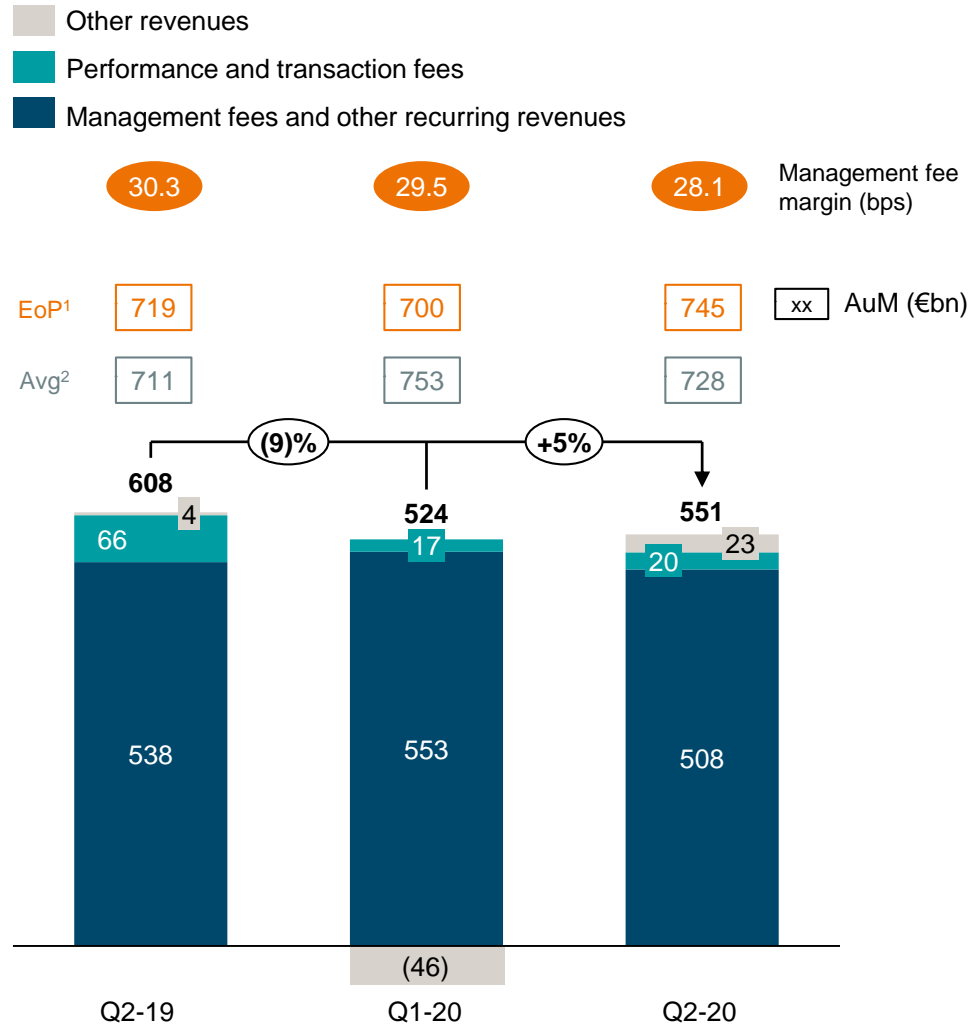 Other revenues
Performance and transaction fees
Management fees and other recurring revenues
30.3 29.5 28.1 Management fee
margin (bps)
EoP¹ 719 700 745 xx AuM (€bn)
Avg² 711 753 728
(9)% +5%
608 524 551
4
66 17 23
20
538 553 508
(46)
Q2-19 Q1-20 Q2-20